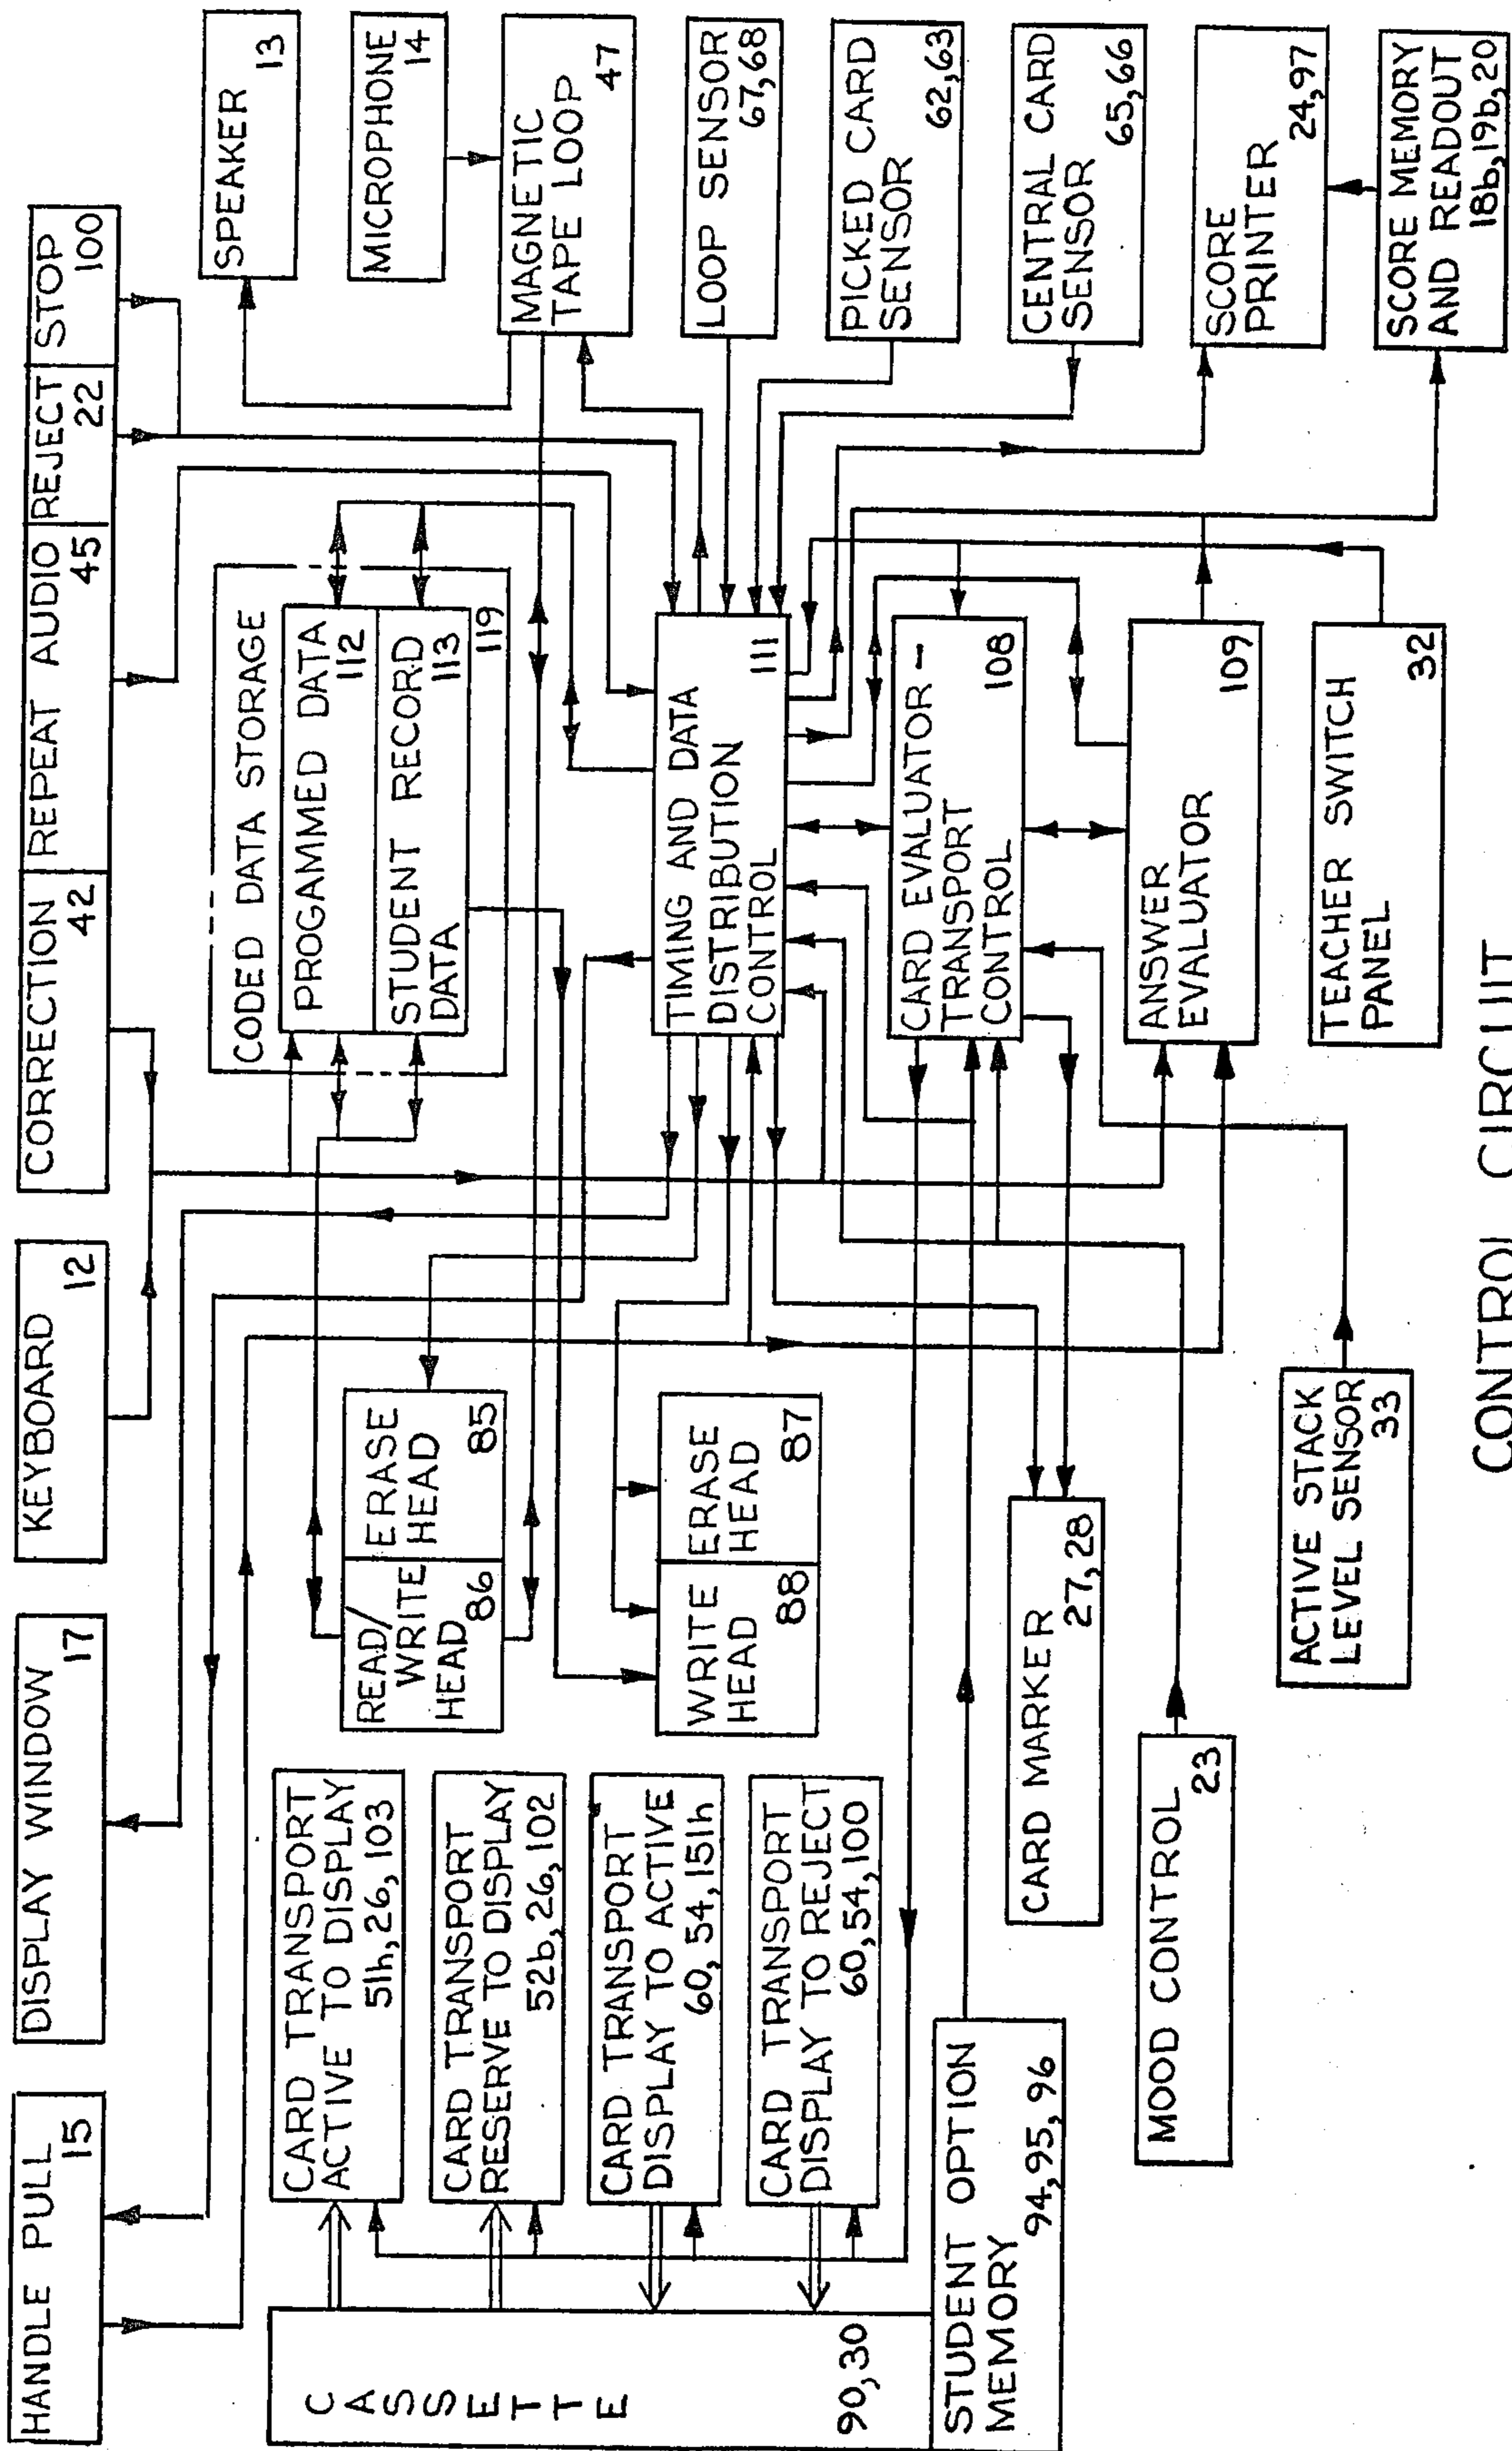 HANDLE PULL
15
DISPLAY WINDOW
17
KEYBOARD
12
CORRECTION
42
REPEAT AUDIO
45
REJECT
22
STOP
100
SPEAKER
13
MICROPHONE
14
MAGNETIC
TAPE LOOP
47
LOOP SENSOR
67,68
PICKED CARD
SENSOR
62,63
CENTRAL CARD
SENSOR
65,66
SCORE
PRINTER
24,97
SCORE MEMORY
AND READOUT
18b,19b,20
CODED DATA STORAGE
PROGAMMED DATA
112
STUDENT RECORD
DATA
113
119
TIMING AND DATA
DISTRIBUTION
CONTROL
111
CARD EVALUATOR –
TRANSPORT
CONTROL
108
ANSWER
EVALUATOR
109
TEACHER SWITCH
PANEL
32
ERASE
HEAD
85
READ/
WRITE
HEAD
86
ERASE
HEAD
87
WRITE
HEAD
88
CARD TRANSPORT
ACTIVE TO DISPLAY
51h,26,103
CARD TRANSPORT
RESERVE TO DISPLAY
52b,26,102
CARD TRANSPORT
DISPLAY TO ACTIVE
60,54,151h
CARD TRANSPORT
DISPLAY TO REJECT
60,54,100
CASSETTE
90,30
STUDENT OPTION
MEMORY
94,95,96
CARD MARKER
27,28
MOOD CONTROL
23
ACTIVE STACK
LEVEL SENSOR
33
CONTROL CIRCUIT